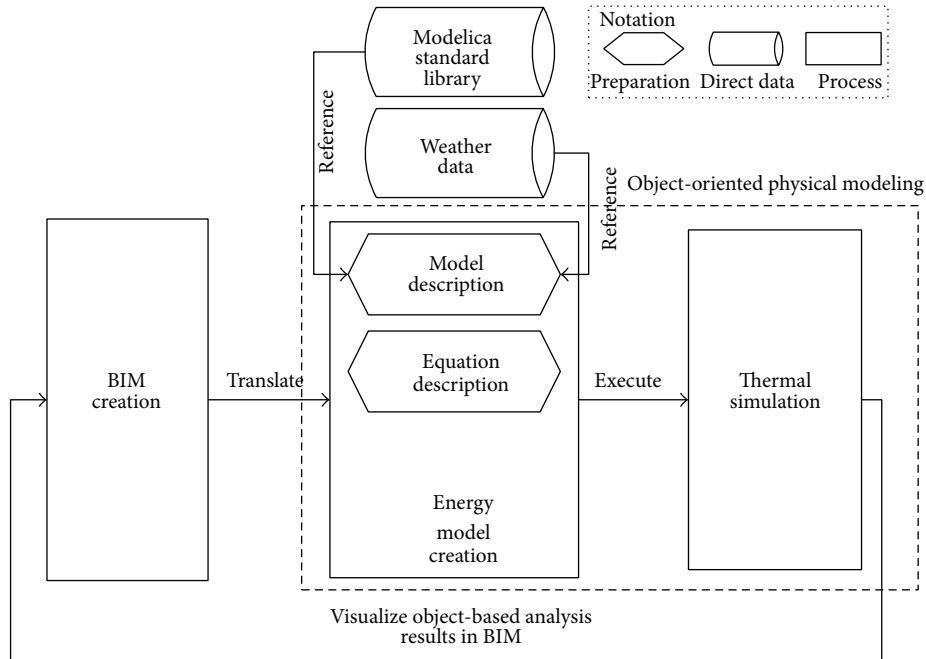 Notation
Preparation
Direct data
Process
Modelica
standard
library
Reference
Weather
data
Reference
Object-oriented physical modeling
Model
description
Equation
description
BIM
creation
Translate
Execute
Thermal
simulation
Energy
model
creation
Visualize object-based analysis
results in BIM